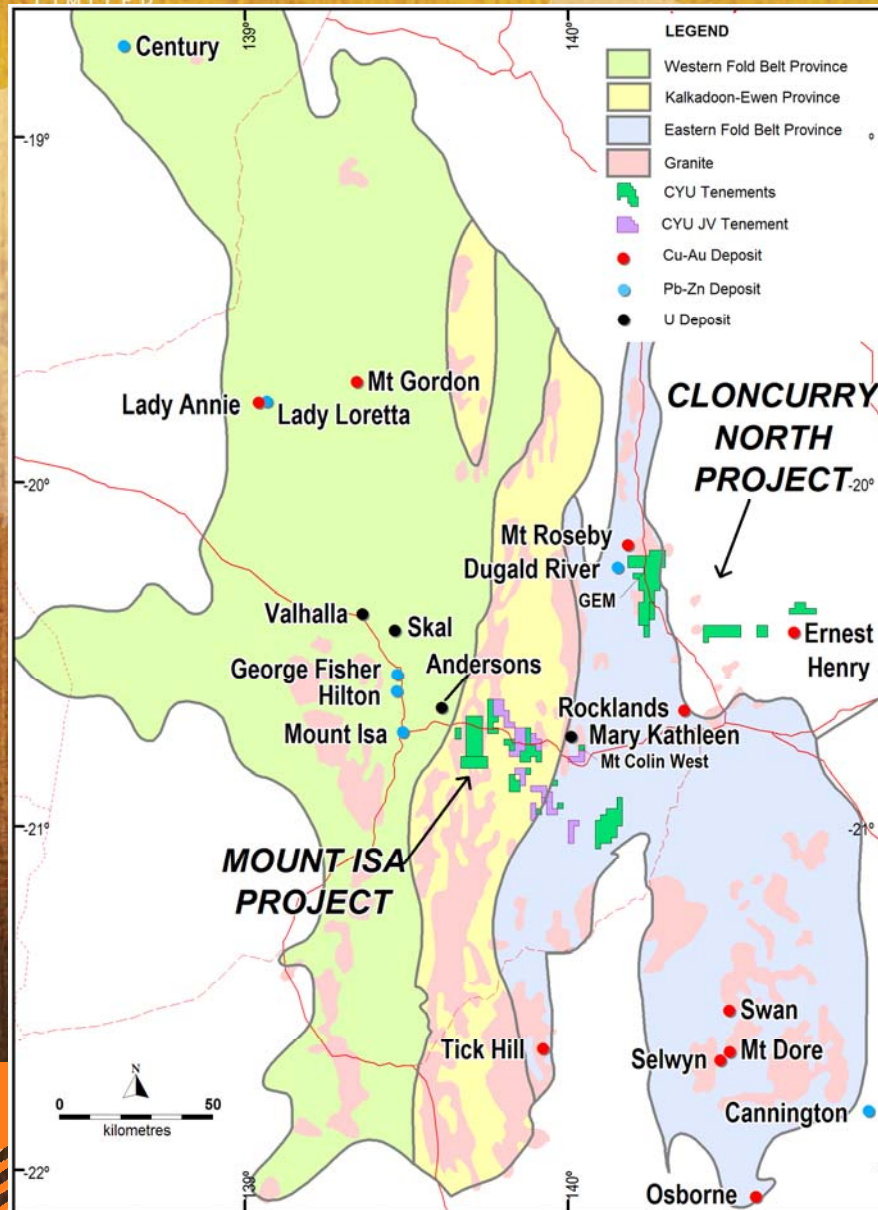 LIMITED
139°
140°
Century
-19°
LEGEND
Western Fold Belt Province
Kalkadoon-Ewen Province
Eastern Fold Belt Province
Granite
CYU Tenements
CYU JV Tenement
Cu-Au Deposit
Pb-Zn Deposit
U Deposit
Mt Gordon
Lady Annie
Lady Loretta
CLONCURRY
NORTH
PROJECT
-20°
-20°
Mt Roseby
Dugald River
GEM
Valhalla
Skal
Ernest
Henry
George Fisher
Hilton
Andersons
Mount Isa
Rocklands
Mary Kathleen
Mt Colin West
-21°
-21°
MOUNT ISA
PROJECT
Swan
Tick Hill
Mt Dore
Selwyn
N
0 50
kilometres
Cannington
-22°
139°
140°
Osborne